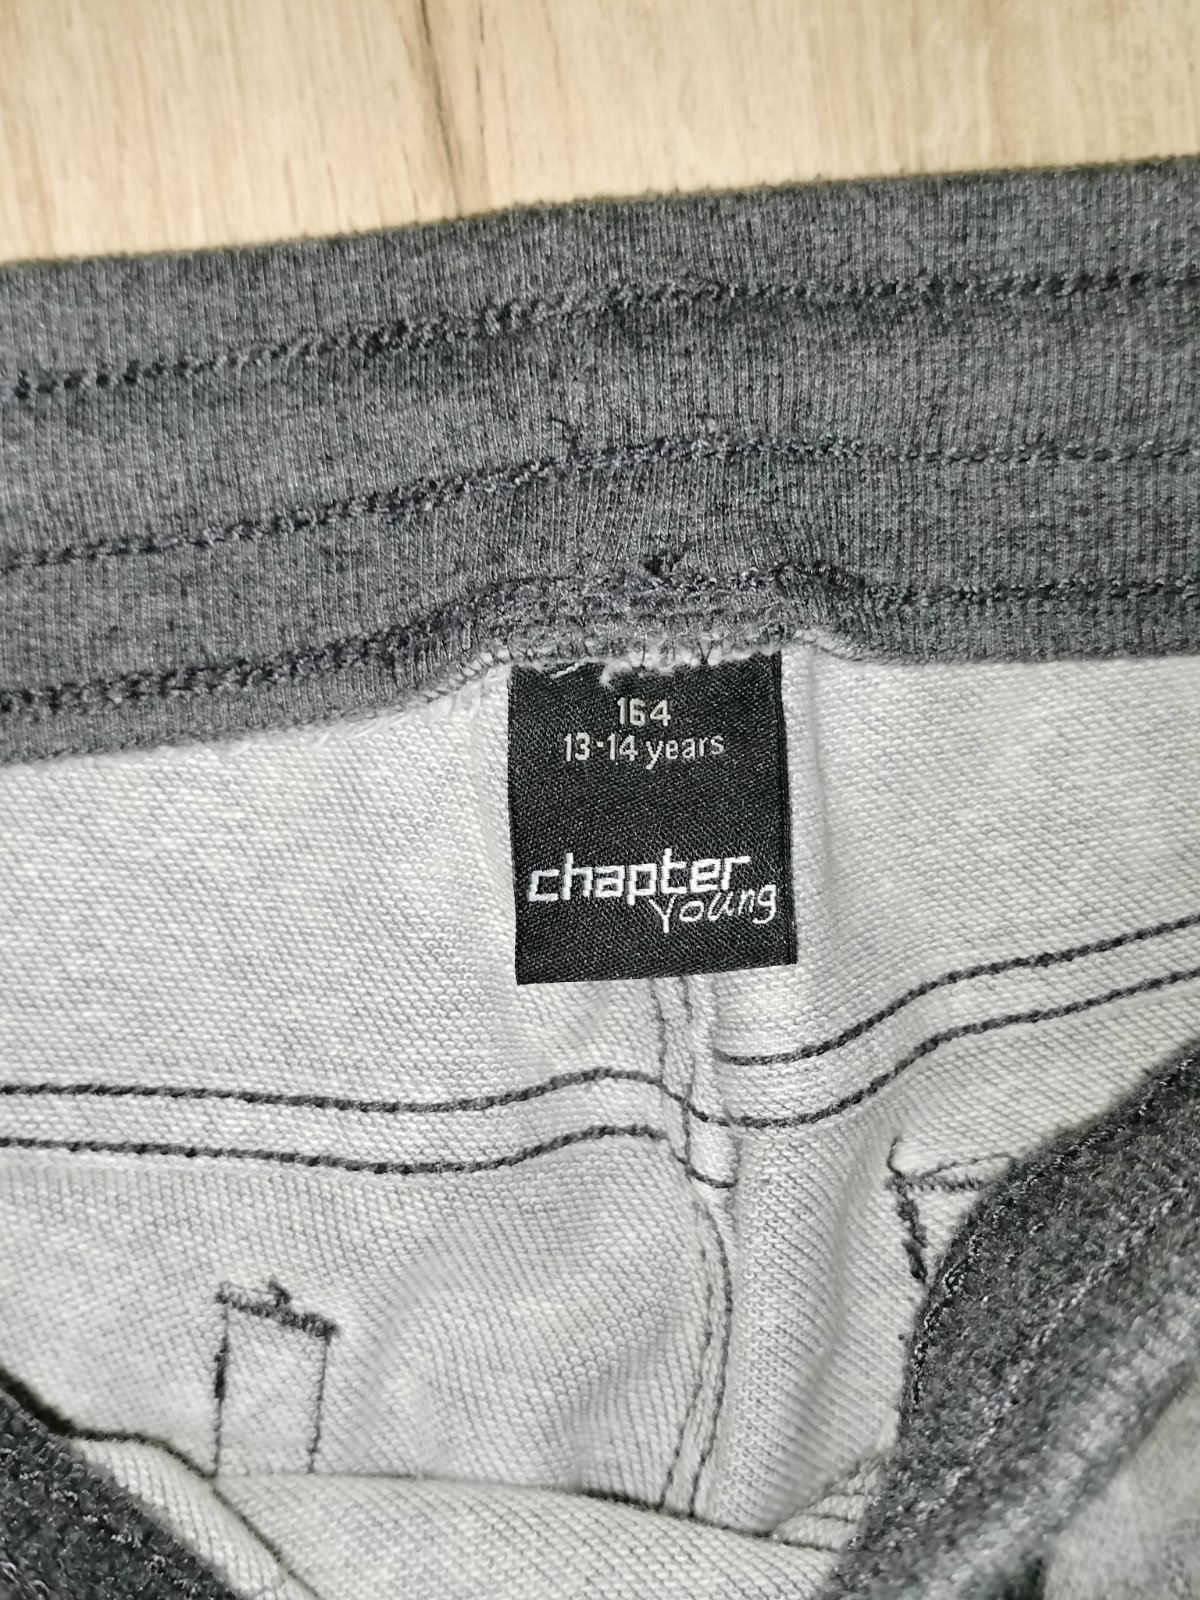 164
13-14 years
chapter
young